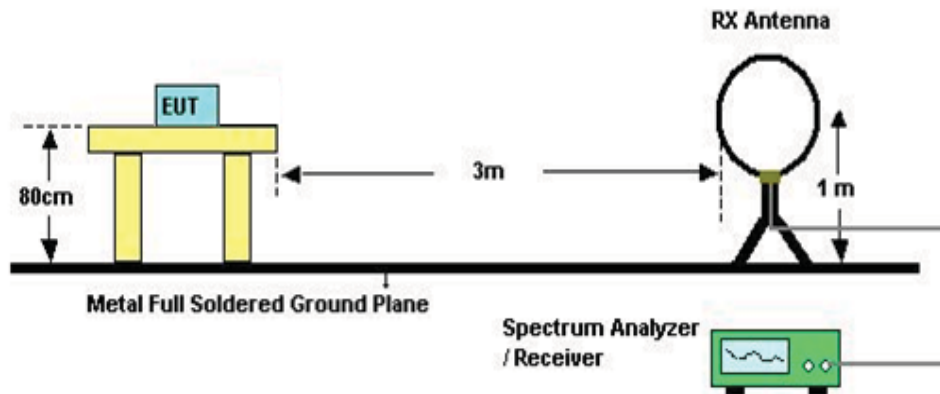 RX Antenna
EUT
3m
80cm
1 m
Metal Full Soldered Ground Plane
Spectrum Analyzer
/ Receiver